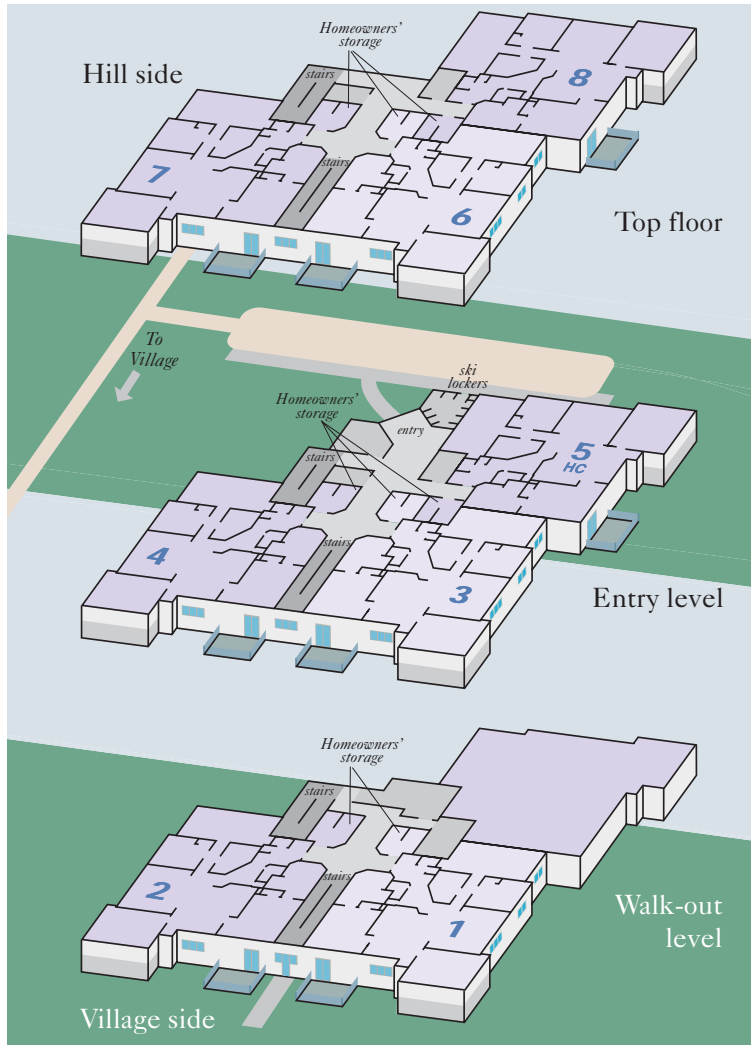 Homeowners'
storage
Hill side
stairs
8
7
stairs
6
Top floor
To
Village
ski
lockers
Homeowners'
storage
entry
stairs
5
HC
4
stairs
3
Entry level
Homeowners'
storage
stairs
2
stairs
1
Walk-out
level
Village side